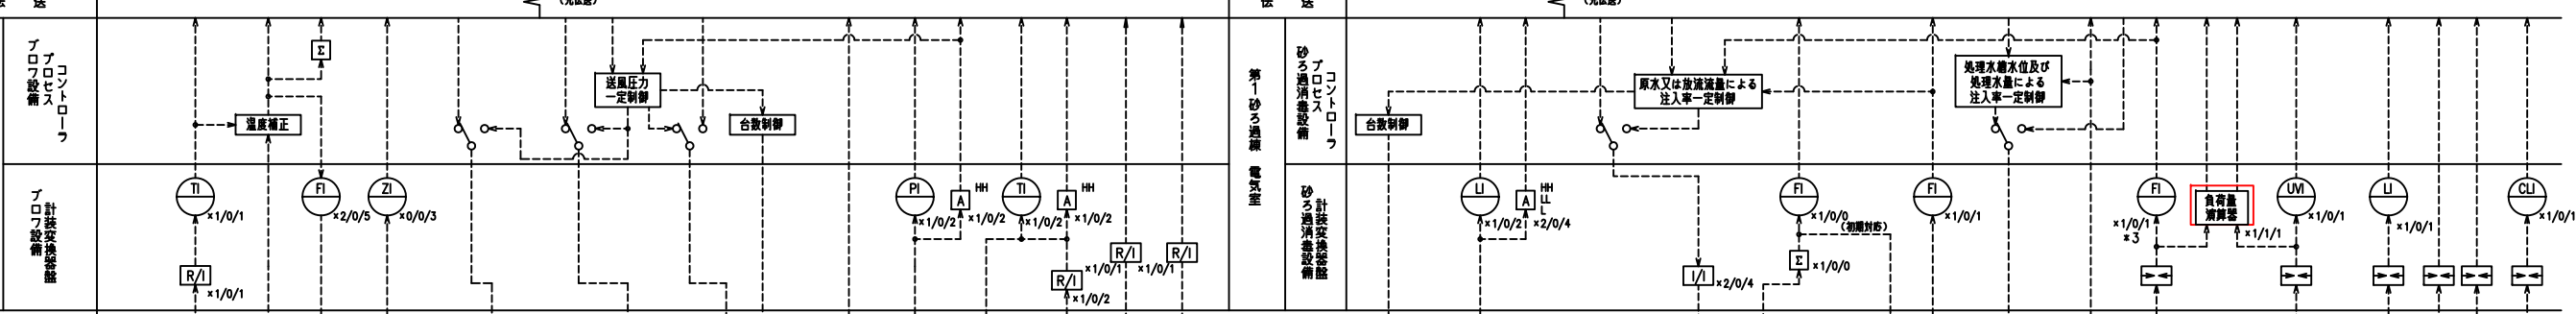 伝 送
(光伝送)
ブロワ設備
プロセス
コントローラ
Σ
温度補正
送風圧力
一定制御
台数制御
第1砂ろ過棟 電気室
伝 送
(光伝送)
砂ろ過消毒設備
プロセス
コントローラ
台数制御
原水又は放流流量による
注入率一定制御
処理水槽水位及び
処理水量による
注入率一定制御
ブロワ設備
計装変換器盤
TI
×1/0/1
R/I
×1/0/1
FI
×2/0/5
ZI
×0/0/3
PI
×1/0/2
A
HH
×1/0/2
TI
×1/0/2
A
HH
×1/0/2
R/I
×1/0/2
R/I
×1/0/1
R/I
×1/0/1
砂ろ過消毒設備
計装変換器盤
LI
×1/0/2
A
HH
LL
L
×2/0/4
I/I
×2/0/4
FI
×1/0/0
(初期対応)
Σ
×1/0/0
FI
×1/0/1
FI
×1/0/1
*3
負荷量
演算器
×1/1/1
UVI
×1/0/1
LI
×1/0/1
CLI
×1/0/1